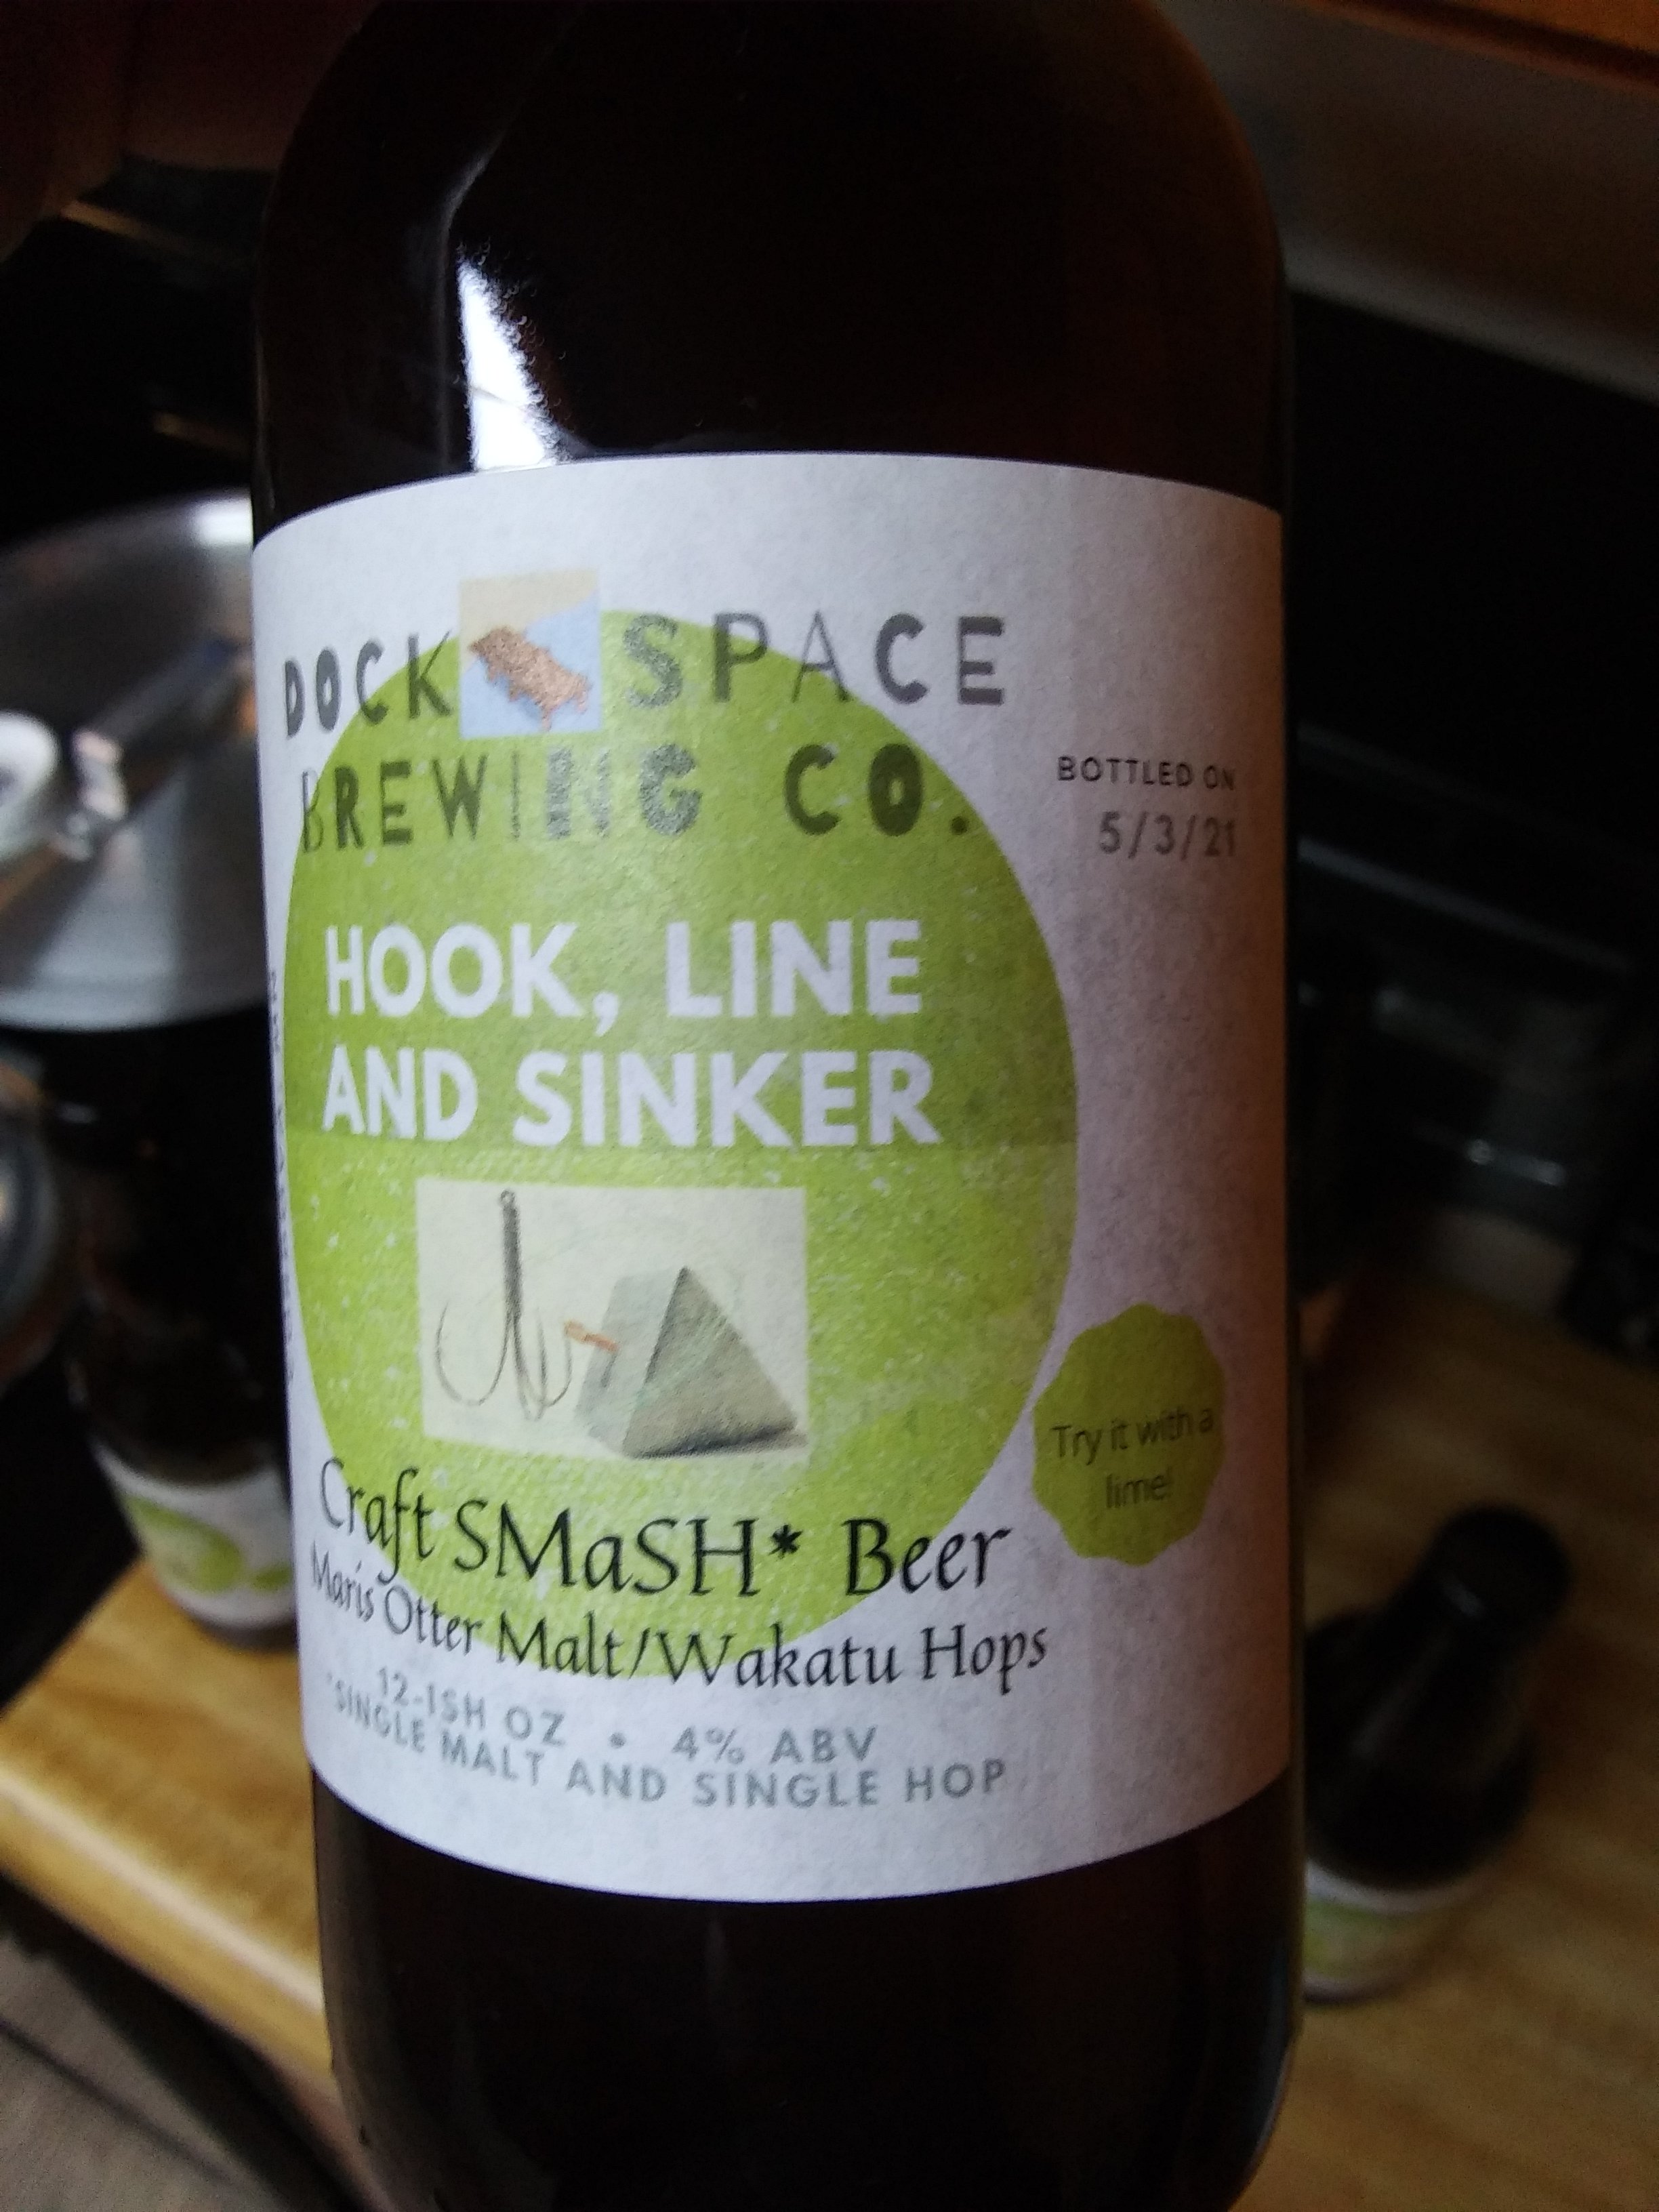 DOCK SPACE
BREWING CO.
BOTTLED ON
5/3/21
HOOK, LINE
AND SINKER
Try it with a
lime!
Craft SMaSH* Beer
Maris Otter Malt/Wakatu Hops
12-ISH OZ • 4% ABV
*SINGLE MALT AND SINGLE HOP